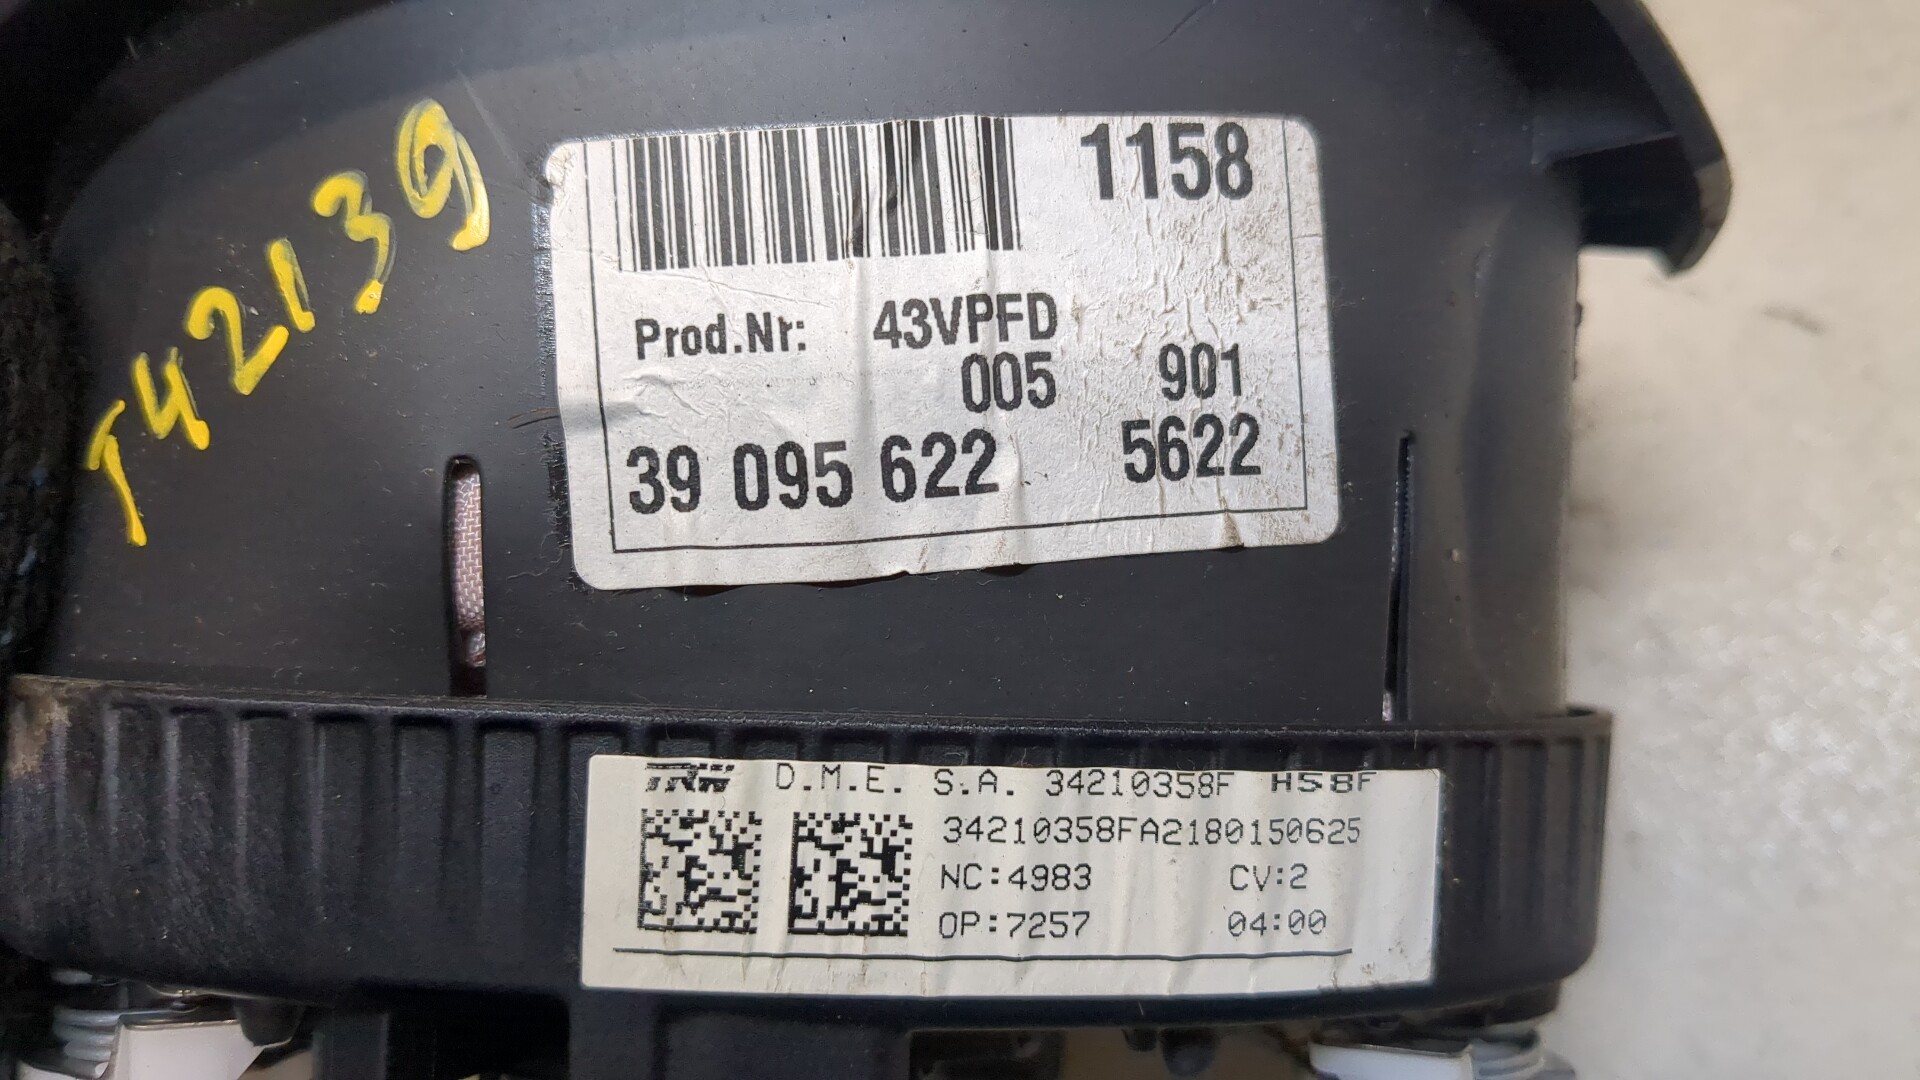 T42139
1158
Prod.Nr: 43VPFD
005 901
39 095 622 5622
TRW D.M.E. S.A. 34210358F H58F
34210358FA2180150625
NC:4983 CV:2
OP:7257 04:00